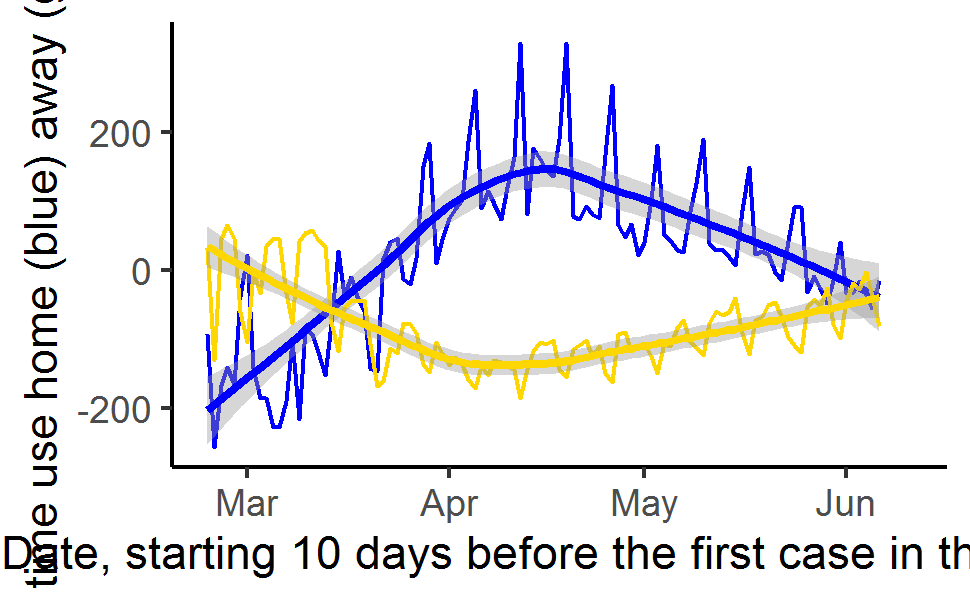 time use home (blue) away (g
200
0
-200
Mar Apr May Jun
Date, starting 10 days before the first case in th